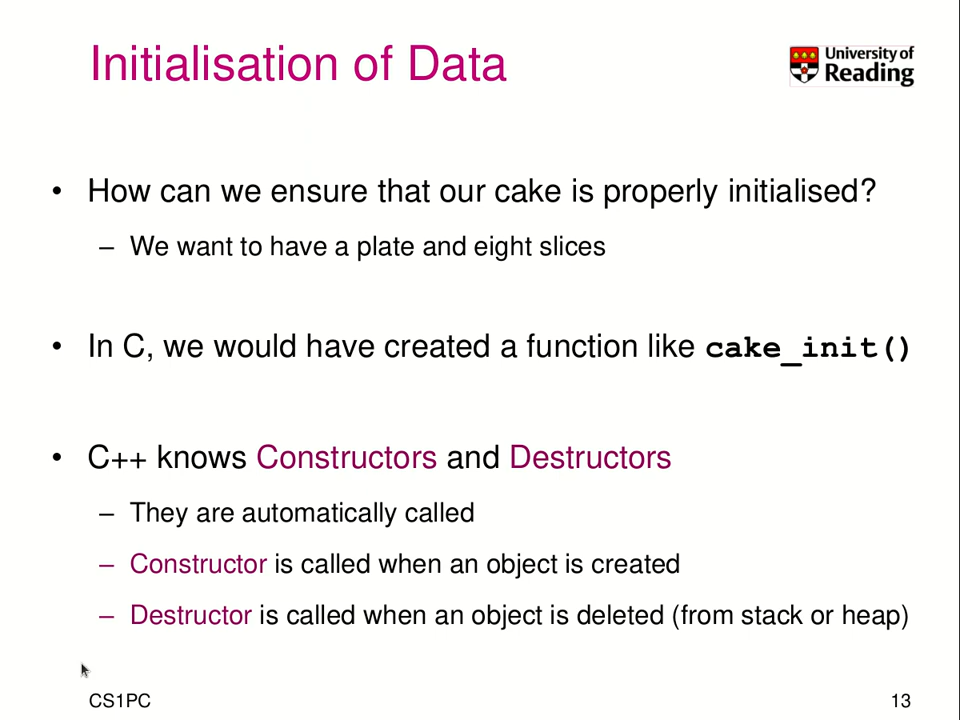 Initialisation of Data
University of
Reading
• How can we ensure that our cake is properly initialised?
– We want to have a plate and eight slices
• In C, we would have created a function like cake_init()
• C++ knows Constructors and Destructors
– They are automatically called
– Constructor is called when an object is created
– Destructor is called when an object is deleted (from stack or heap)
CS1PC
13